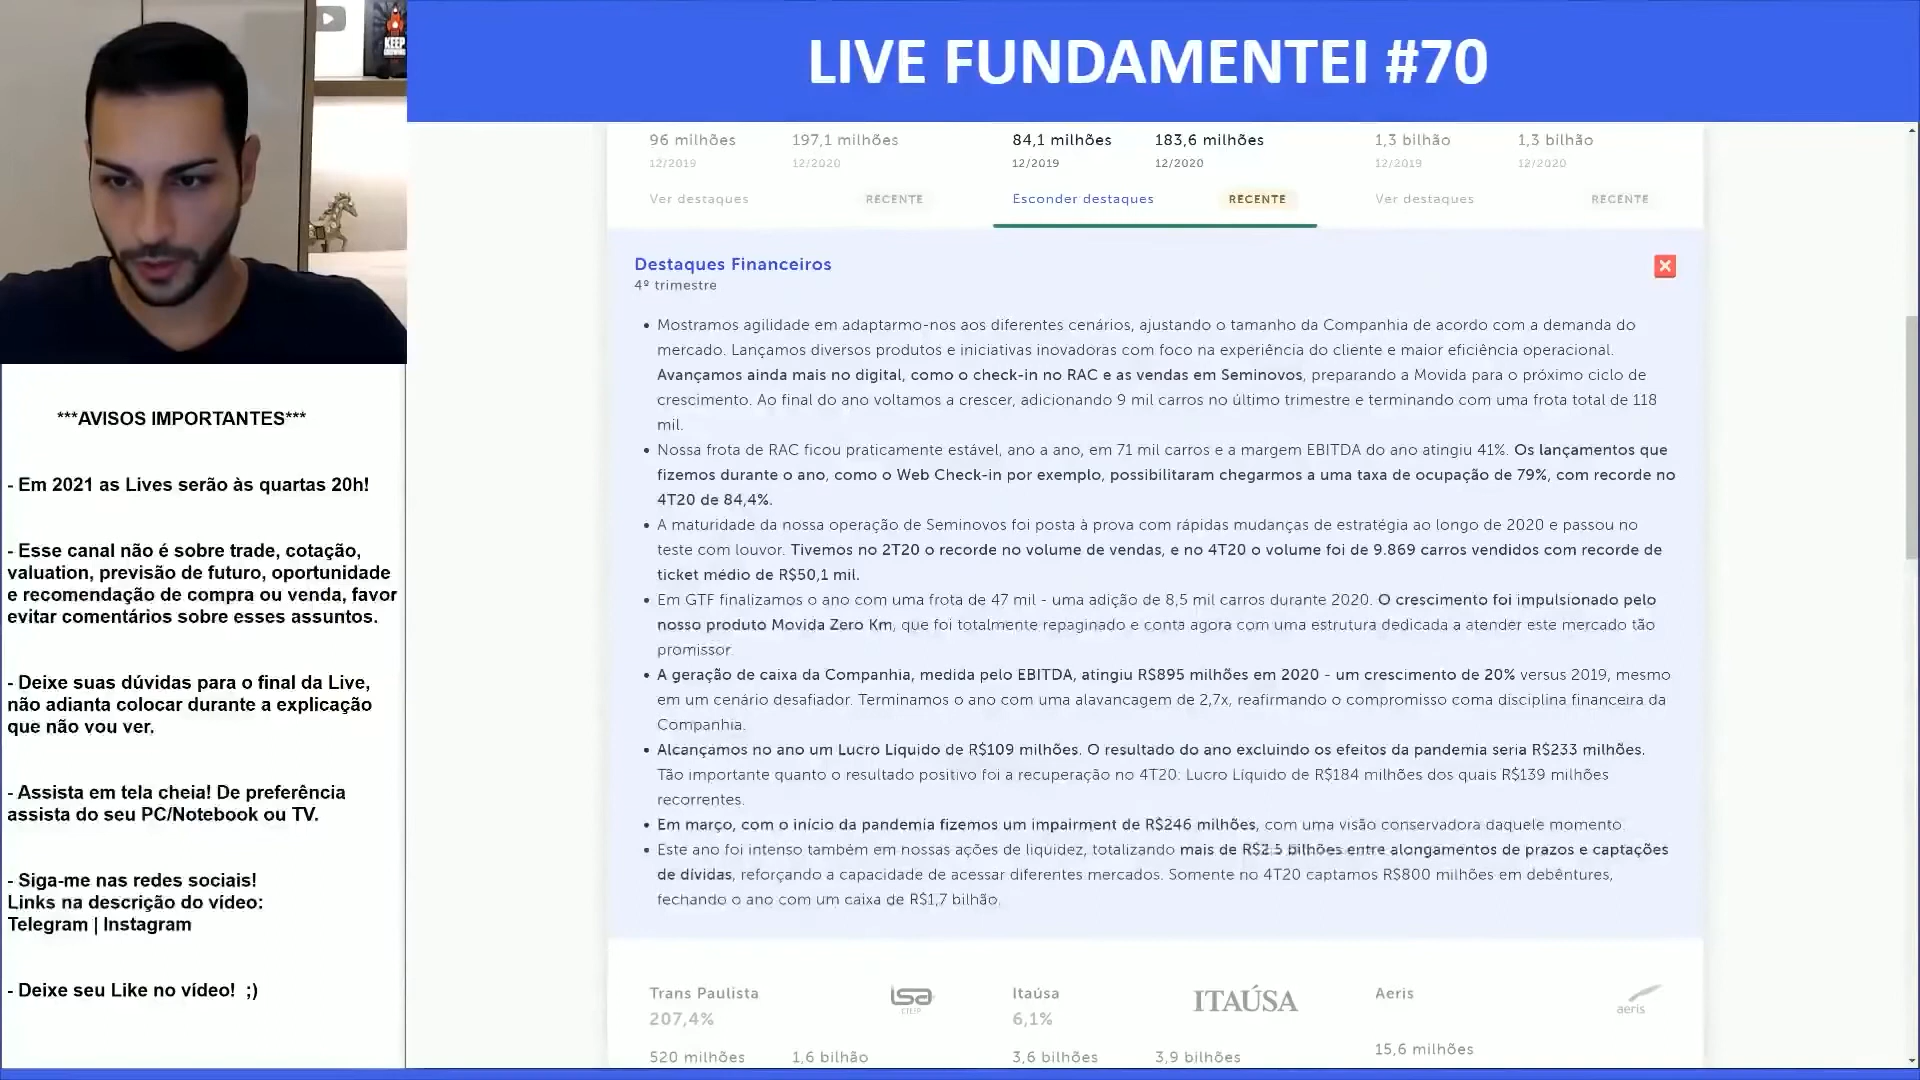 LIVE FUNDAMENTEI #70
KEEP
96 milhões
197,1 milhões
84,1 milhões
183,6 milhões
1,3 bilhão
1,3 bilhão
12/2019
12/2020
12/2019
12/2020
12/2019
12/2020
Ver destaques
RECENTE
Esconder destaques
RECENTE
Ver destaques
RECENTE
Destaques Financeiros
4º trimestre
• Mostramos agilidade em adaptarmo-nos aos diferentes cenários, ajustando o tamanho da Companhia de acordo com a demanda do
mercado. Lançamos diversos produtos e iniciativas inovadoras com foco na experiência do cliente e maior eficiência operacional.
Avançamos ainda mais no digital, como o check-in no RAC e as vendas em Seminovos, preparando a Movida para o próximo ciclo de
crescimento. Ao final do ano voltamos a crescer, adicionando 9 mil carros no último trimestre e terminando com uma frota total de 118
mil.
• Nossa frota de RAC ficou praticamente estável, ano a ano, em 71 mil carros e a margem EBITDA do ano atingiu 41%. Os lançamentos que
fizemos durante o ano, como o Web Check-in por exemplo, possibilitaram chegarmos a uma taxa de ocupação de 79%, com recorde no
4T20 de 84,4%.
• A maturidade da nossa operação de Seminovos foi posta à prova com rápidas mudanças de estratégia ao longo de 2020 e passou no
teste com louvor. Tivemos no 2T20 o recorde no volume de vendas, e no 4T20 o volume foi de 9.869 carros vendidos com recorde de
ticket médio de R$50,1 mil.
• Em GTF finalizamos o ano com uma frota de 47 mil - uma adição de 8,5 mil carros durante 2020. O crescimento foi impulsionado pelo
nosso produto Movida Zero Km, que foi totalmente repaginado e conta agora com uma estrutura dedicada a atender este mercado tão
promissor.
• A geração de caixa da Companhia, medida pelo EBITDA, atingiu R$895 milhões em 2020 - um crescimento de 20% versus 2019, mesmo
em um cenário desafiador. Terminamos o ano com uma alavancagem de 2,7x, reafirmando o compromisso coma disciplina financeira da
Companhia.
• Alcançamos no ano um Lucro Líquido de R$109 milhões. O resultado do ano excluindo os efeitos da pandemia seria R$233 milhões.
Tão importante quanto o resultado positivo foi a recuperação no 4T20: Lucro Líquido de R$184 milhões dos quais R$139 milhões
recorrentes.
• Em março, com o início da pandemia fizemos um impairment de R$246 milhões, com uma visão conservadora daquele momento.
• Este ano foi intenso também em nossas ações de liquidez, totalizando mais de R$2.5 bilhões entre alongamentos de prazos e captações
de dívidas, reforçando a capacidade de acessar diferentes mercados. Somente no 4T20 captamos R$800 milhões em debêntures,
fechando o ano com um caixa de R$1,7 bilhão.
Trans Paulista
isa
CTEEP
Itaúsa
ITAÚSA
Aeris
aeris
207,4%
6,1%
520 milhões
1,6 bilhão
3,6 bilhões
3,9 bilhões
15,6 milhões
***AVISOS IMPORTANTES***
- Em 2021 as Lives serão às quartas 20h!
- Esse canal não é sobre trade, cotação,
valuation, previsão de futuro, oportunidade
e recomendação de compra ou venda, favor
evitar comentários sobre esses assuntos.
- Deixe suas dúvidas para o final da Live,
não adianta colocar durante a explicação
que não vou ver.
- Assista em tela cheia! De preferência
assista do seu PC/Notebook ou TV.
- Siga-me nas redes sociais!
Links na descrição do vídeo:
Telegram | Instagram
- Deixe seu Like no vídeo! ;)